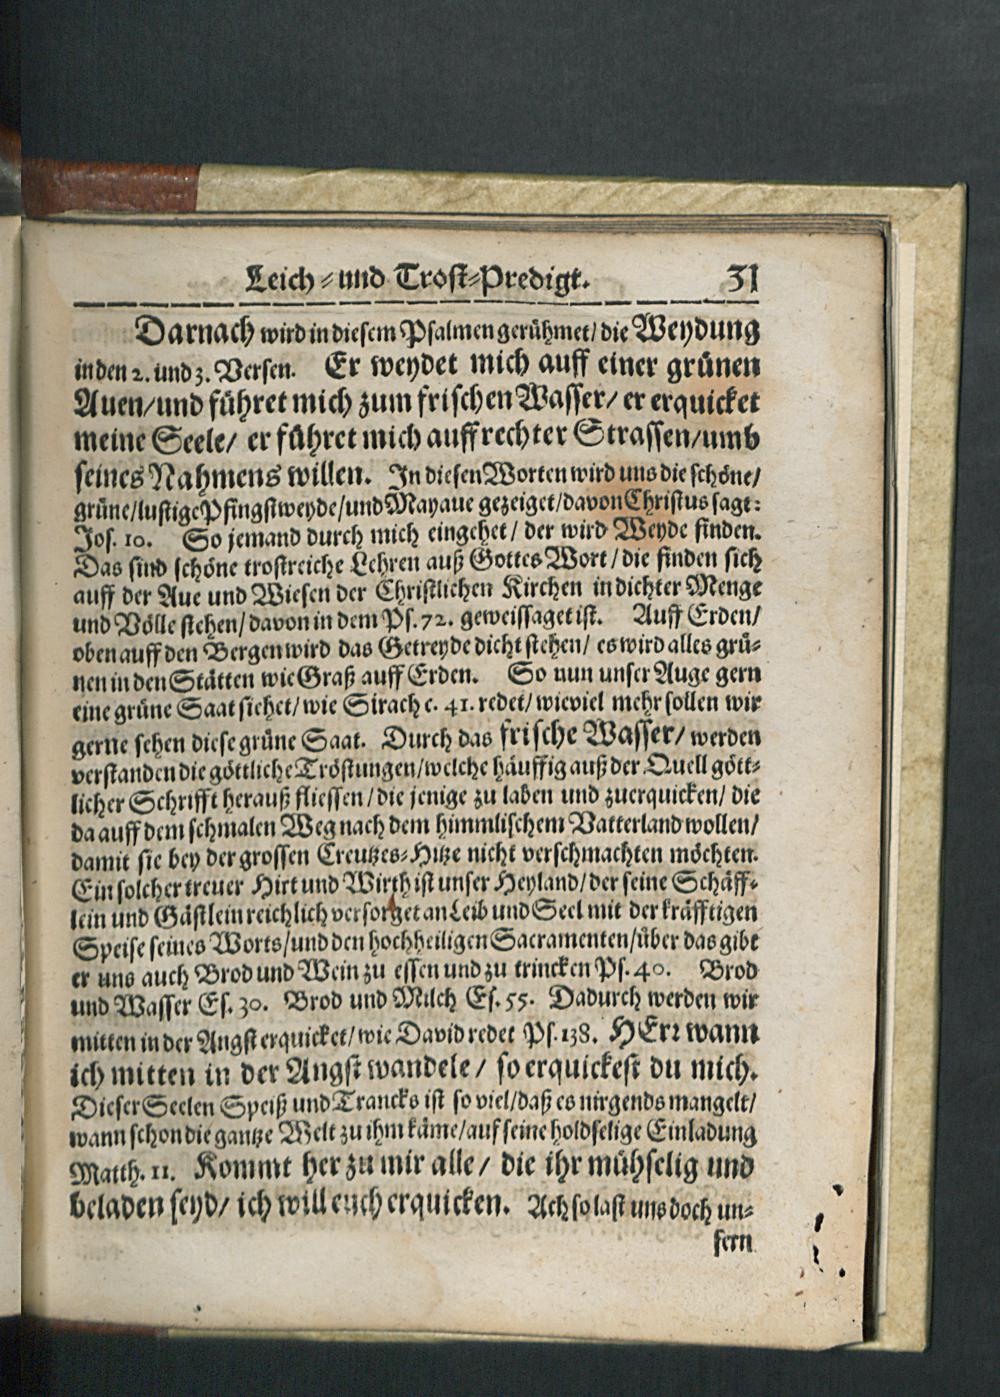 Leich-und Trost-Predigt. 31
Darnach wird in diesem Psalmen gerühmet/ die Weydung
in den 2. und 3. Versen. Er weydet mich auff einer grünen
Auen/und führet mich zum frischen Wasser/ er erquicket
meine Seele/ er führet mich auff rechter Strassen/umb
seines Nahmens willen. In diesen Worten wird uns die schöne/
grüne/lustige Pfingstweyde/und Mayaue gezeiget/davon Christus sagt:
Jos. 10. So jemand durch mich eingehet/ der wird Weyde finden.
Das sind schöne trostreiche Lehren auß Gottes Wort/die finden sich
auff der Aue und Wiesen der Christlichen Kirchen in dichter Menge
und Völle stehen/davon in dem Ps. 72. geweissaget ist. Auff Erden/
oben auff den Bergen wird das Getreyde dicht stehen/ es wird alles grü-
nen in den Stätten wie Graß auff Erden. So nun unser Auge gern
eine grüne Saat siehet/wie Sirach c. 41. redet/wieviel mehr sollen wir
gerne sehen diese grüne Saat. Durch das frische Wasser/werden
verstanden die göttliche Tröstungen/welche häuffig auß der Quell gött-
licher Schrifft herauß fliessen/die jenige zu laben und zuerquicken/ die
da auff dem schmalen Weg nach dem himmlischem Vatterland wollen/
damit sie bey der grossen Creutzes-Hitze nicht verschmachten möchten.
Ein solcher treuer Hirt und Wirth ist unser Heyland/der seine Schäff-
lein und Gästlein reichlich versorget an Leib und Seel mit der kräfftigen
Speise seines Worts/und den hochheiligen Sacramenten/über das gibt
er uns auch Brod und Wein zu essen und zu trincken Ps. 40. Brod
und Wasser Es. 30. Brod und Milch Es. 55. Dadurch werden wir
mitten in der Angst erquicket/wie David redet Ps. 138. HErr wann
ich mitten in der Angst wandele/ so erquickest du mich.
Dieser Seelen Speiß und Trancks ist so viel/daß es nirgends mangelt/
wann schon die gantze Welt zu ihm käme/auf seine holdselige Einladung
Matth. 11. Kommt her zu mir alle/ die ihr mühselig und
beladen seyd/ ich will euch erquicken. Ach so last uns doch un-
sern